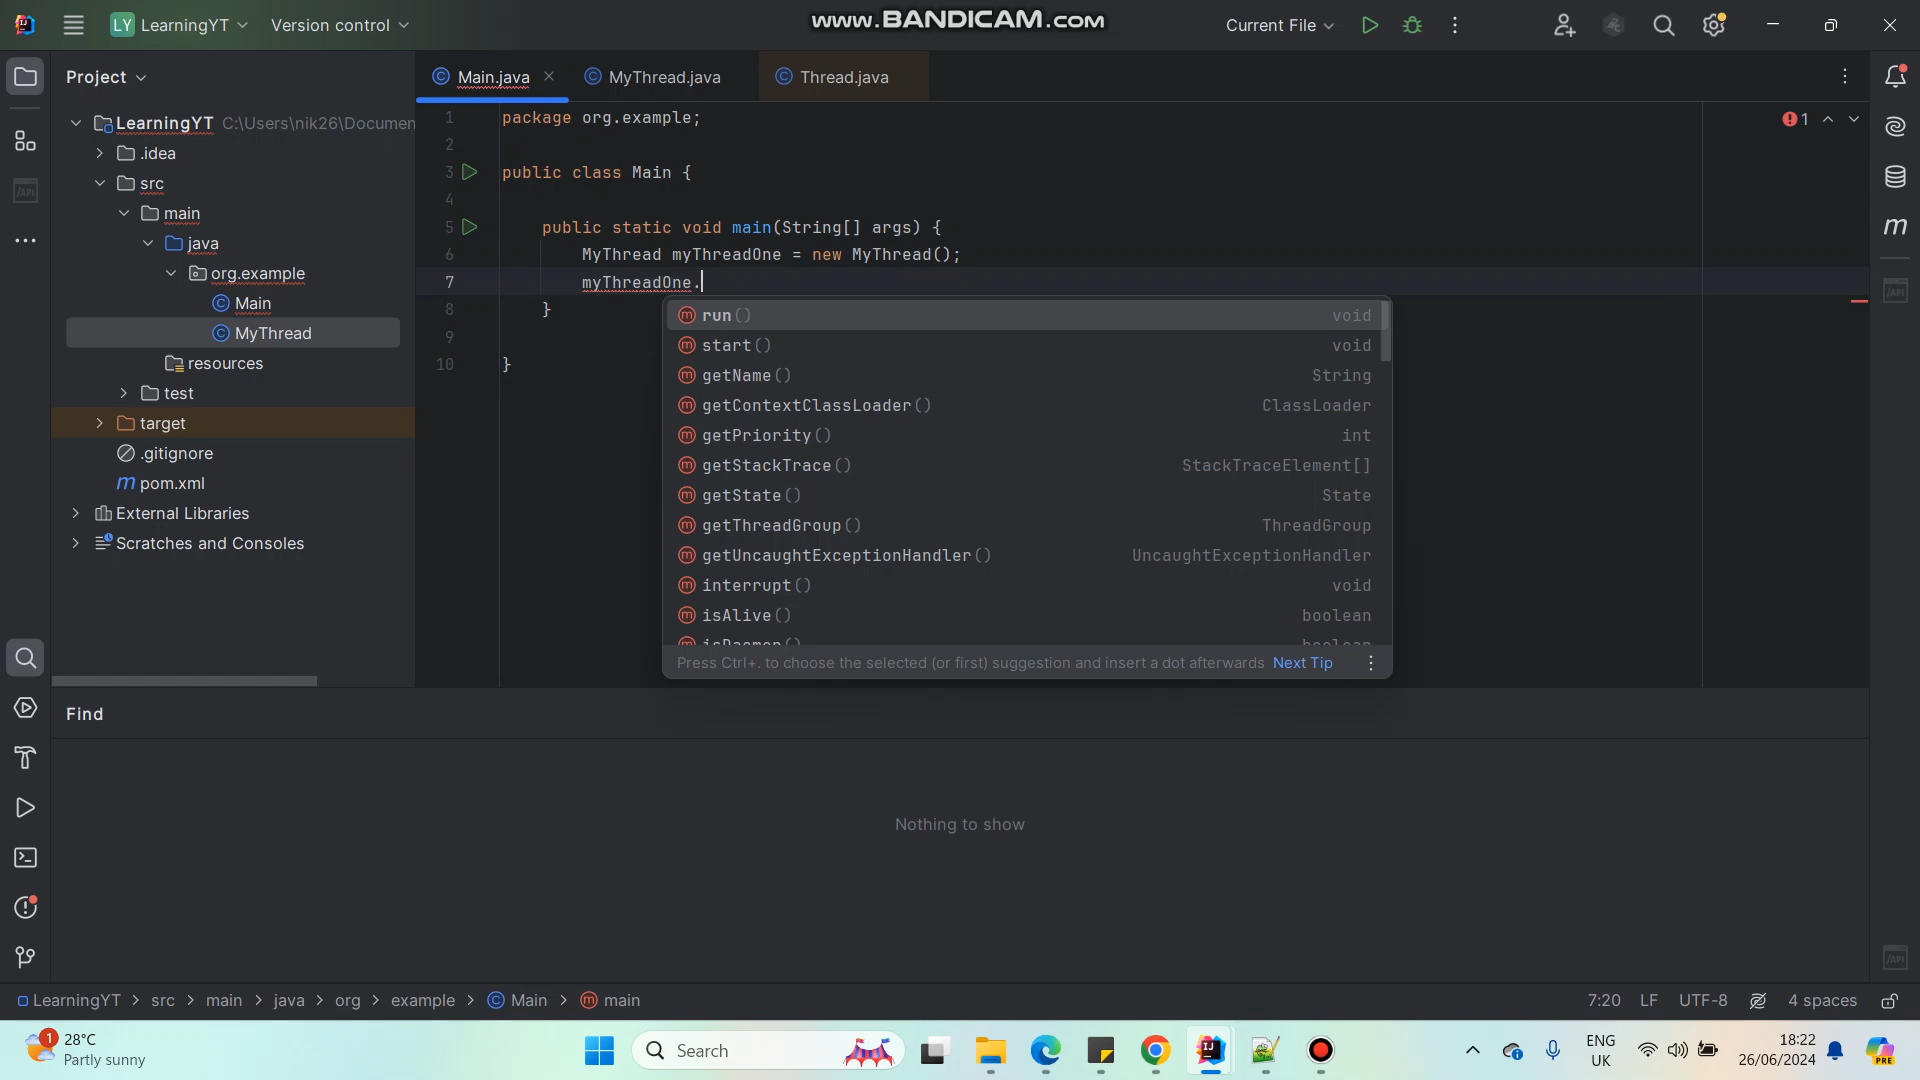 LY LearningYT Version control www.BANDICAM.com Current File
Project
Main.java MyThread.java Thread.java
LearningYT C:\Users\nik26\Documen
.idea
src
main
java
org.example
Main
MyThread
resources
test
target
.gitignore
pom.xml
External Libraries
Scratches and Consoles
1 package org.example;
2
3 public class Main {
4
5 public static void main(String[] args) {
6 MyThread myThreadOne = new MyThread();
7 myThreadOne.
8 }
9
10 }
1
run() void
start() void
getName() String
getContextClassLoader() ClassLoader
getPriority() int
getStackTrace() StackTraceElement[]
getState() State
getThreadGroup() ThreadGroup
getUncaughtExceptionHandler() UncaughtExceptionHandler
interrupt() void
isAlive() boolean
isDaemon() boolean
Press Ctrl+. to choose the selected (or first) suggestion and insert a dot afterwards Next Tip
Find
Nothing to show
LearningYT > src > main > java > org > example > Main > main 7:20 LF UTF-8 4 spaces
1 28°C
Partly sunny
Search
ENG
UK
18:22
26/06/2024
PRE